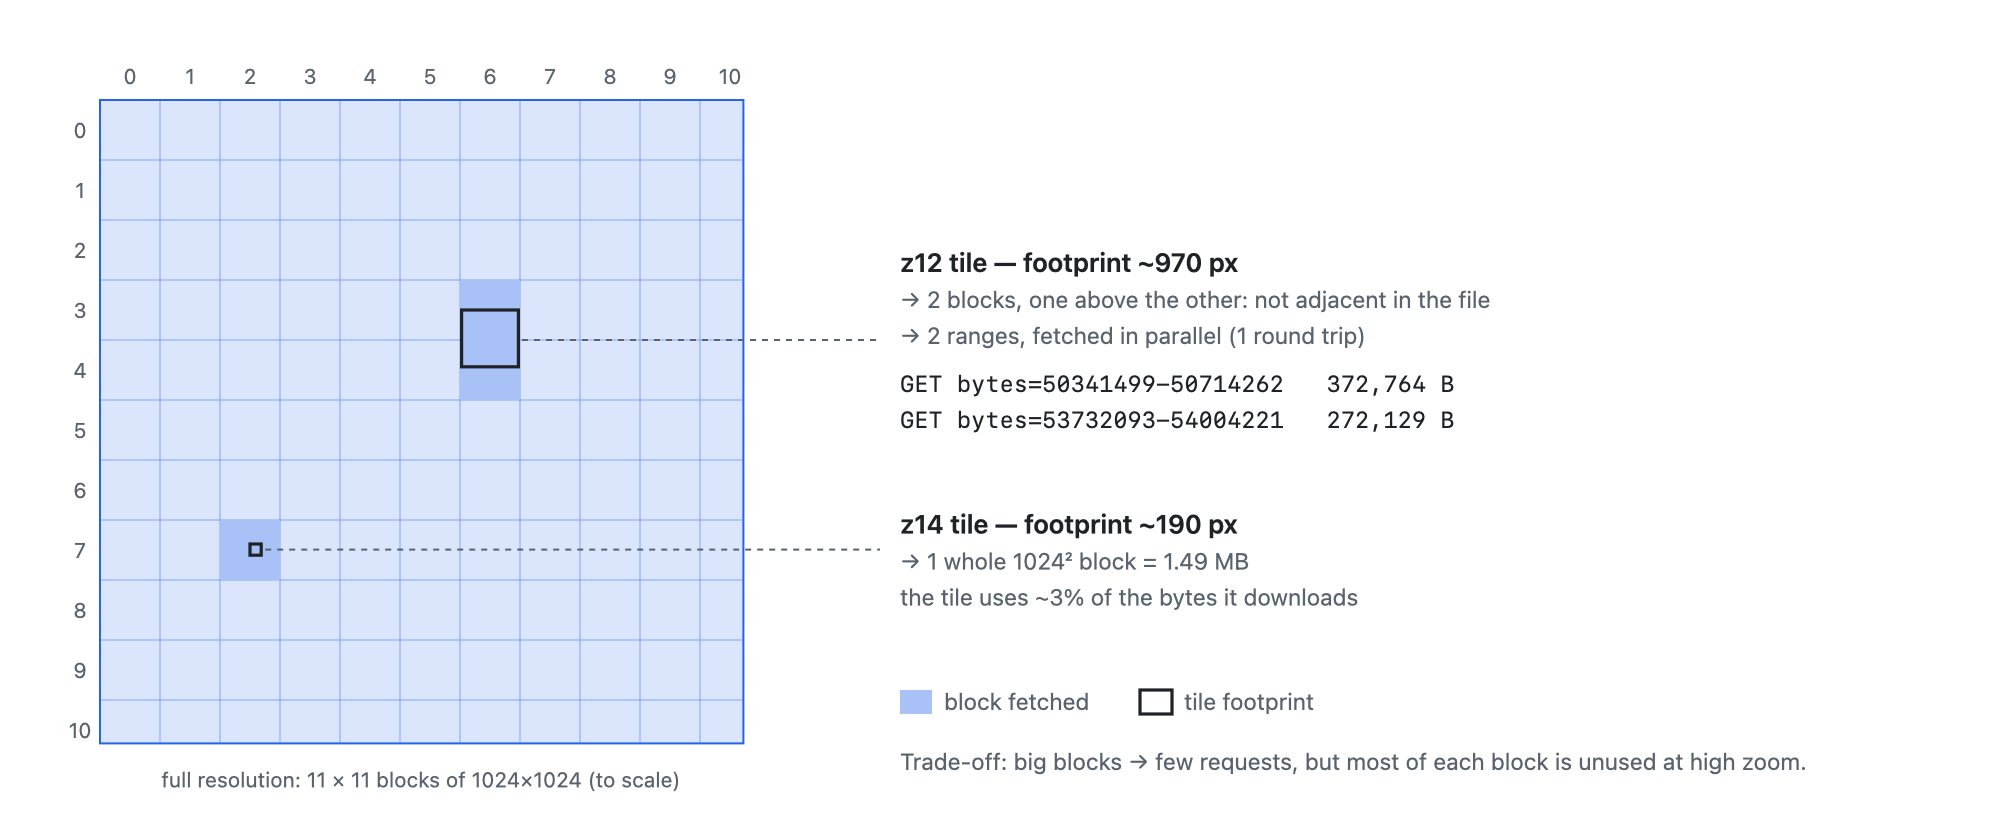 0 1 2 3 4 5 6 7 8 9 10
0
1
2
3
4
5
6
7
8
9
10
full resolution: 11 × 11 blocks of 1024×1024 (to scale)
z12 tile — footprint ~970 px
→ 2 blocks, one above the other: not adjacent in the file
→ 2 ranges, fetched in parallel (1 round trip)
GET bytes=50341499–50714262 372,764 B
GET bytes=53732093–54004221 272,129 B
z14 tile — footprint ~190 px
→ 1 whole 1024² block = 1.49 MB
the tile uses ~3% of the bytes it downloads
block fetched tile footprint
Trade-off: big blocks → few requests, but most of each block is unused at high zoom.